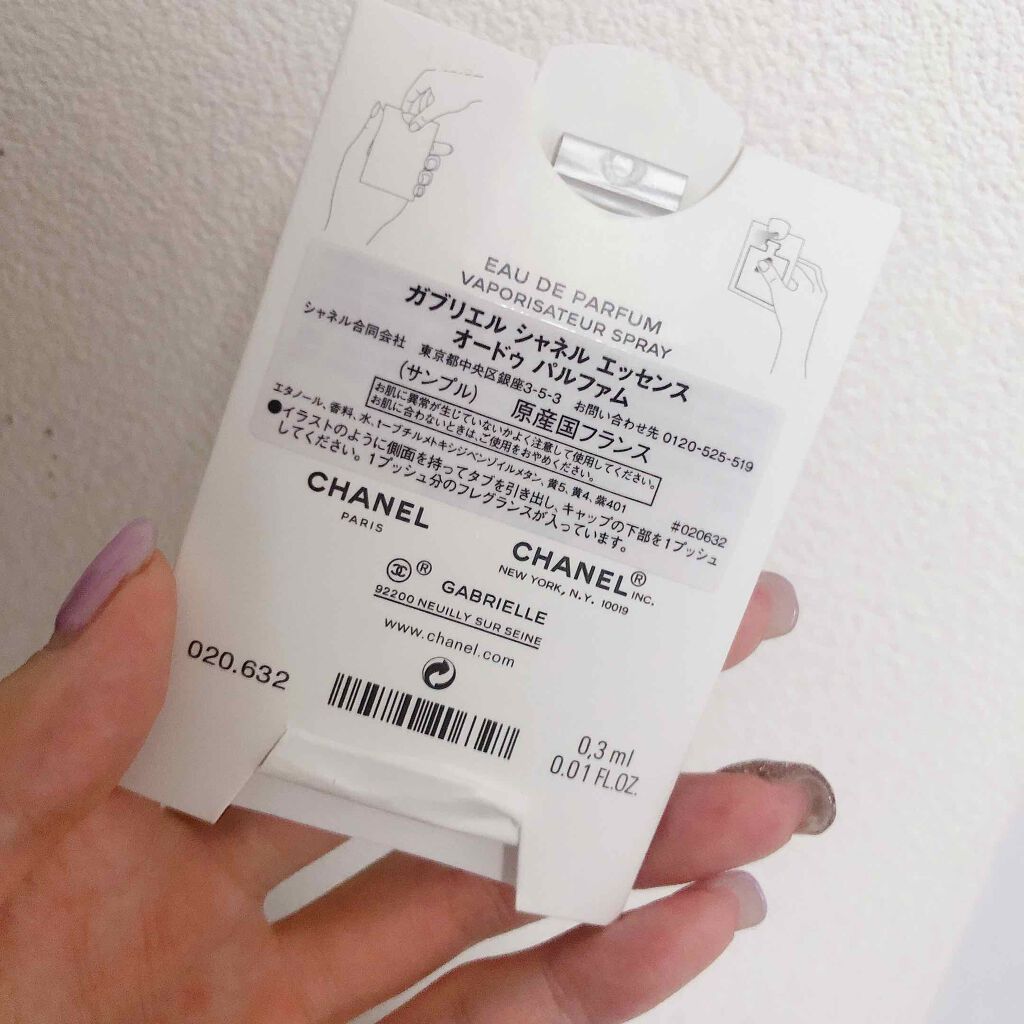 EAU DE PARFUM
VAPORISATEUR SPRAY
ガブリエル シャネル エッセンス
オードゥ パルファム
シャネル合同会社 東京都中央区銀座3-5-3 お問い合わせ先 0120-525-519
(サンプル) 原産国フランス
お肌に異常が生じていないかよく注意して使用してください。
お肌に合わないときは、ご使用をおやめください。
エタノール、香料、水、t-ブチルメトキシジベンゾイルメタン、黄5、黄4、紫401 #020632
●イラストのように側面を持ってタブを引き出し、キャップの下部を1プッシュ
してください。1プッシュ分のフレグランスが入っています。
CHANEL
PARIS
CHANEL® INC.
NEW YORK, N.Y. 10019
® GABRIELLE
92200 NEUILLY SUR SEINE
www.chanel.com
020.632
0,3 ml
0.01 FL.OZ.